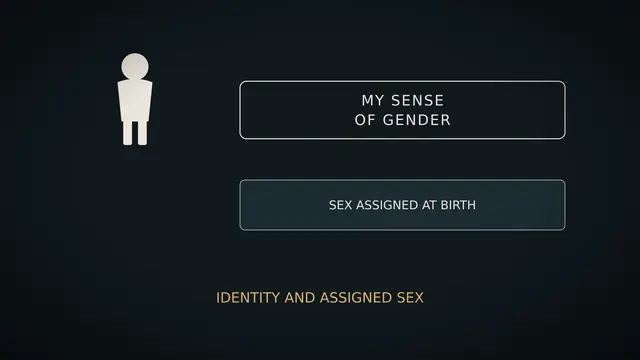 MY SENSE
OF GENDER
SEX ASSIGNED AT BIRTH
IDENTITY AND ASSIGNED SEX